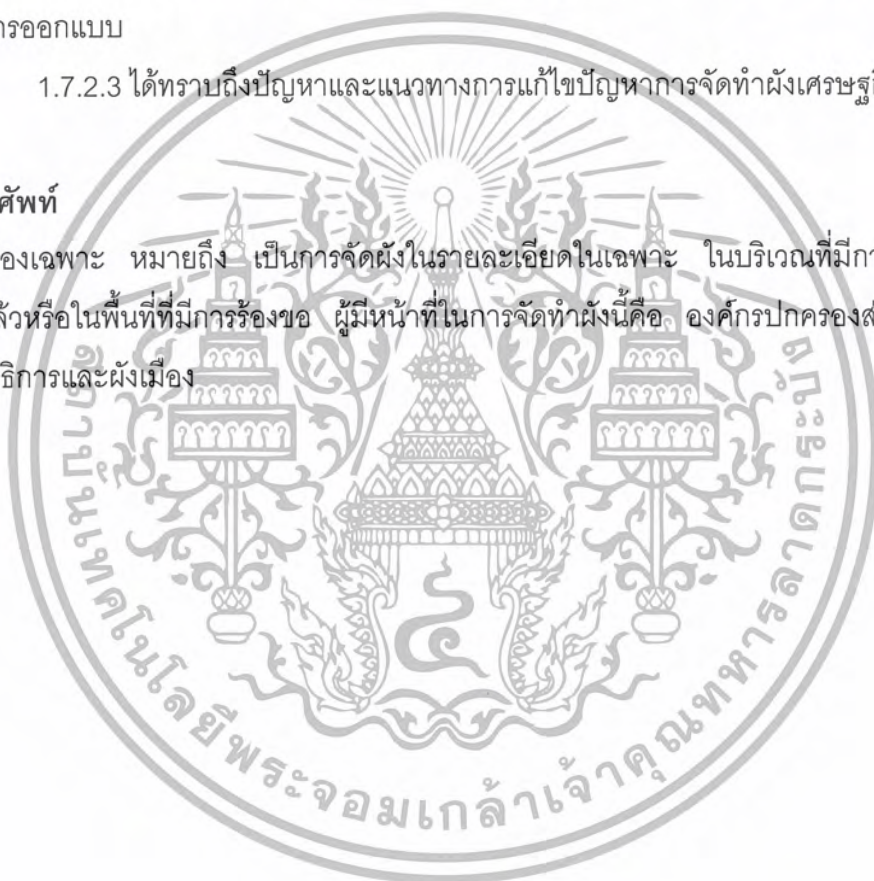 ารออกแบบ
1.7.2.3 ได้ทราบถึงปัญหาและแนวทางการแก้ไขปัญหาการจัดทำผังเศรษฐกิ
ศัพท์
องเฉพาะ หมายถึง เป็นการจัดผังในรายละเอียดในเฉพาะ ในบริเวณที่มีกา
ล้วหรือในพื้นที่ที่มีการร้องขอ ผู้มีหน้าที่ในการจัดทำผังนี้คือ องค์กรปกครองส่
ธิการและผังเมือง
สถาบันเทคโนโลยีพระจอมเกล้าเจ้าคุณทหารลาดกระบัง
๔